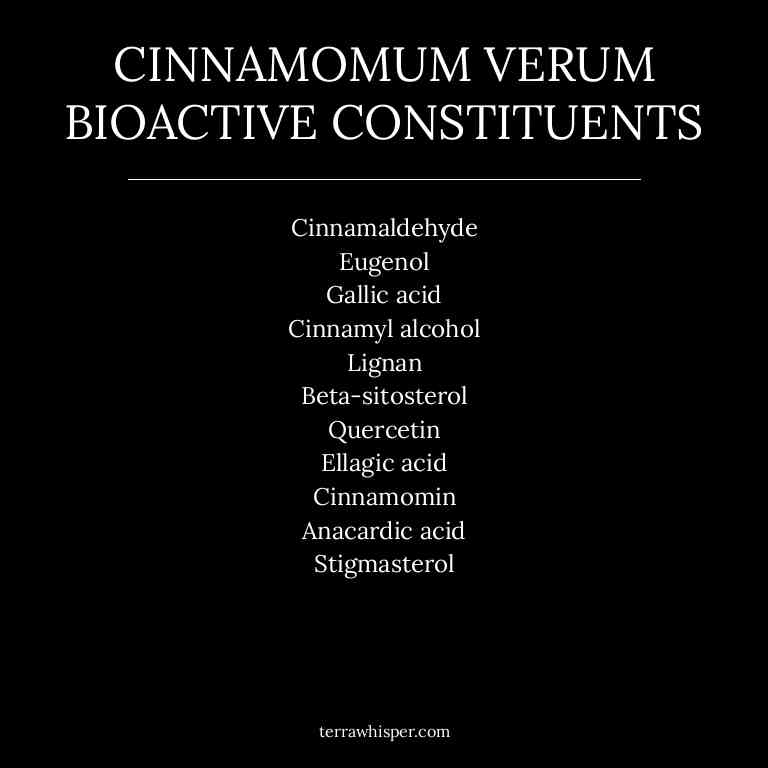 CINNAMOMUM VERUM
BIOACTIVE CONSTITUENTS
Cinnamaldehyde
Eugenol
Gallic acid
Cinnamyl alcohol
Lignan
Beta-sitosterol
Quercetin
Ellagic acid
Cinnamomin
Anacardic acid
Stigmasterol
terrawhisper.com